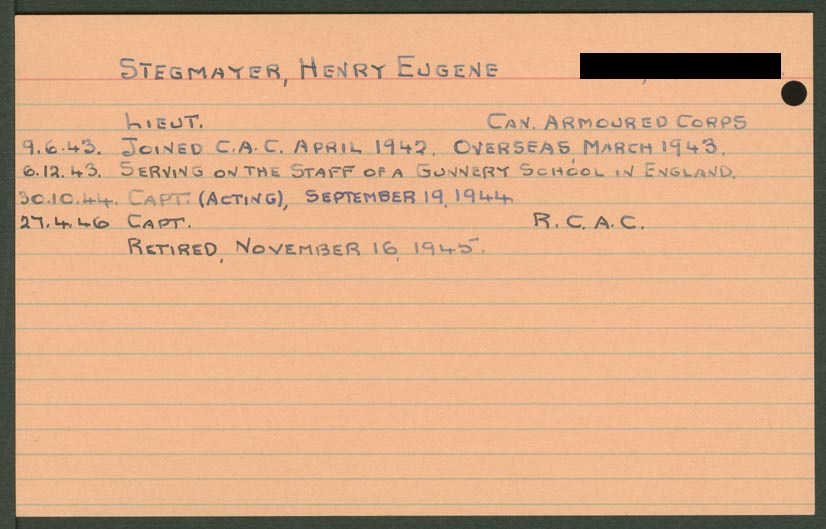 STEGMAYER, HENRY EUGENE
LIEUT. CAN. ARMOURED CORPS
9.6.43. JOINED C.A.C. APRIL 1942. OVERSEAS MARCH 1943.
6.12.43. SERVING ON THE STAFF OF A GUNNERY SCHOOL IN ENGLAND.
30.10.44. CAPT. (ACTING), SEPTEMBER 19, 1944
27.4.46 CAPT. R.C.A.C.
RETIRED, NOVEMBER 16, 1945.